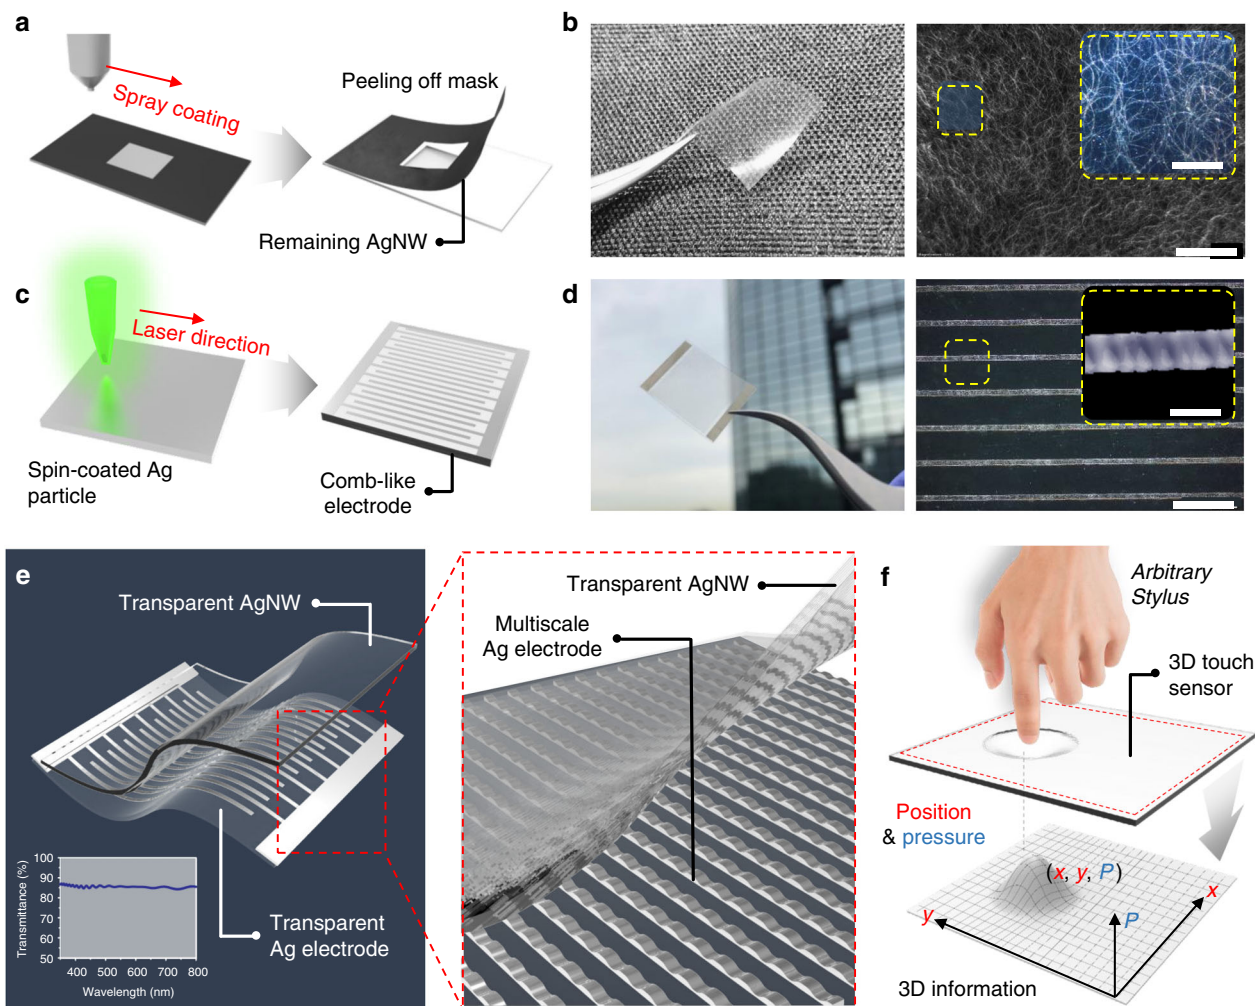 a
Spray coating
Peeling off mask
Remaining AgNW
b
c
Laser direction
Spin-coated Ag
particle
Comb-like
electrode
d
e
Transparent AgNW
Transparent
Ag electrode
Transmittance (%)
100
90
80
70
60
50
400
500
600
700
800
Wavelength (nm)
Transparent AgNW
Multiscale
Ag electrode
f
Arbitrary
Stylus
3D touch
sensor
Position
& pressure
(x, y, P)
x
y
P
3D information